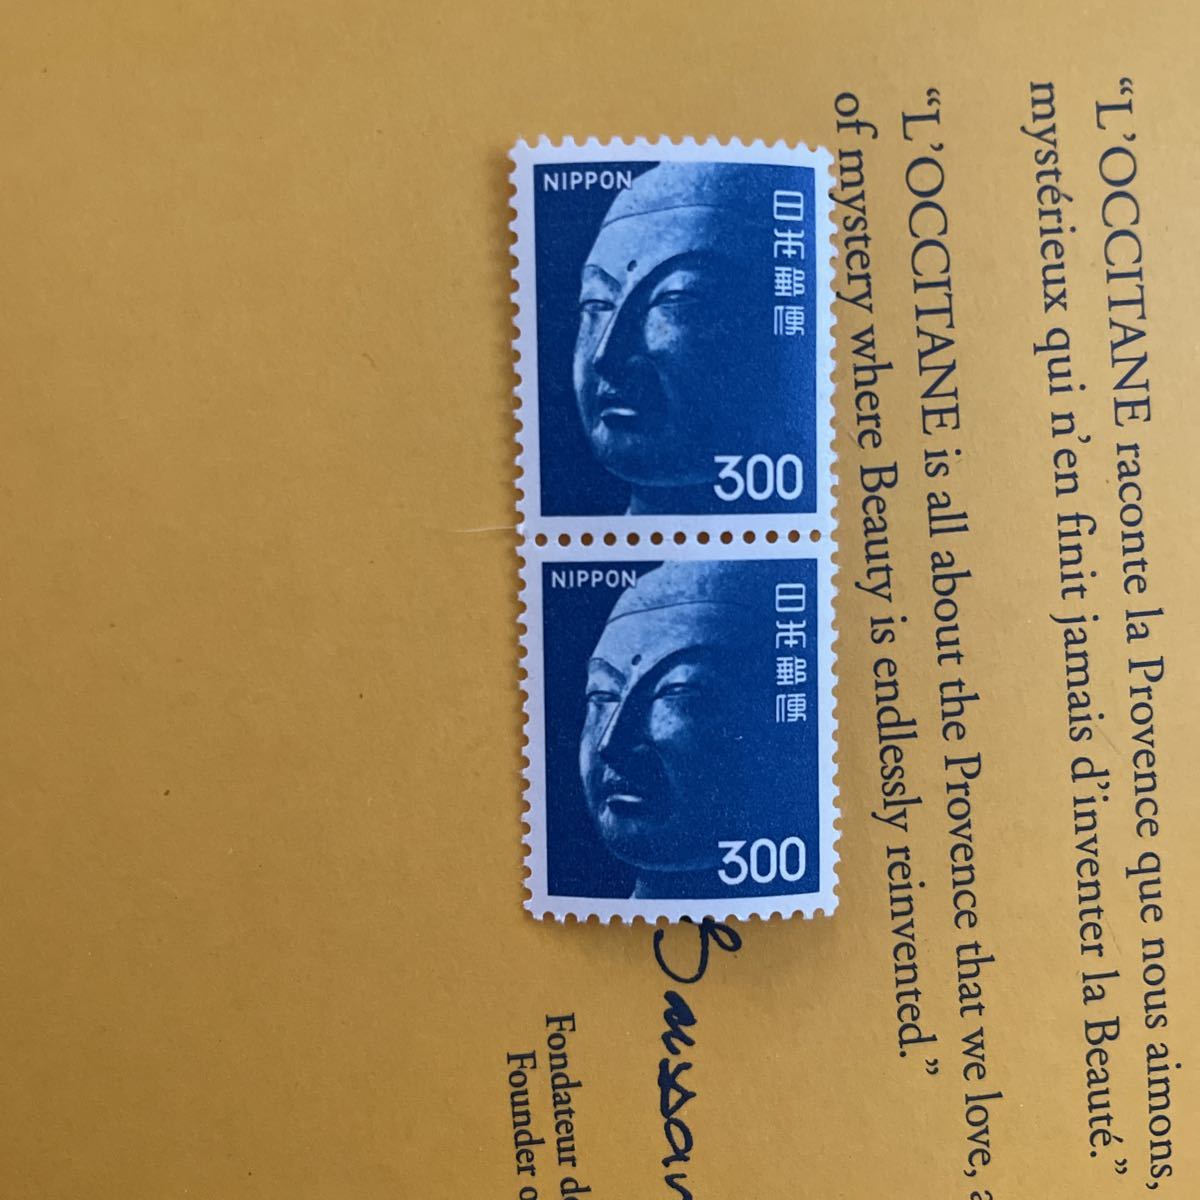 “L’OCCITANE raconte la Provence que nous aimons,
mystérieux qui n’en finit jamais d’inventer la Beauté.”
“L’OCCITANE is all about the Provence that we love, a
of mystery where Beauty is endlessly reinvented.”
NIPPON
日本郵便
300
NIPPON
日本郵便
300
Fondateur de
Founder o